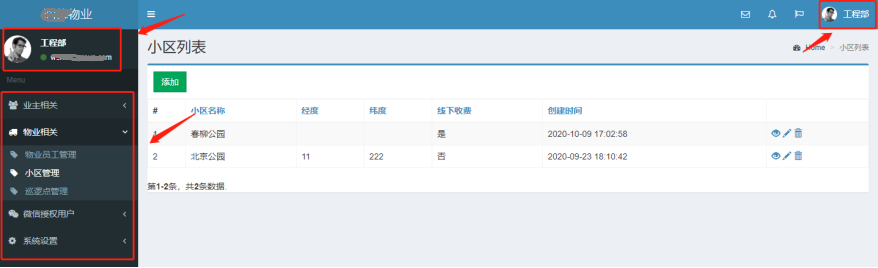 物业
工程部
工程部
.com
Menu
业主相关
物业相关
物业员工管理
小区管理
巡逻点管理
微信授权用户
系统设置
小区列表
Home > 小区列表
添加
# 小区名称 经度 纬度 线下收费 创建时间
春柳公园 是 2020-10-09 17:02:58
2 北京公园 11 222 否 2020-09-23 18:10:42
第1-2条，共2条数据.